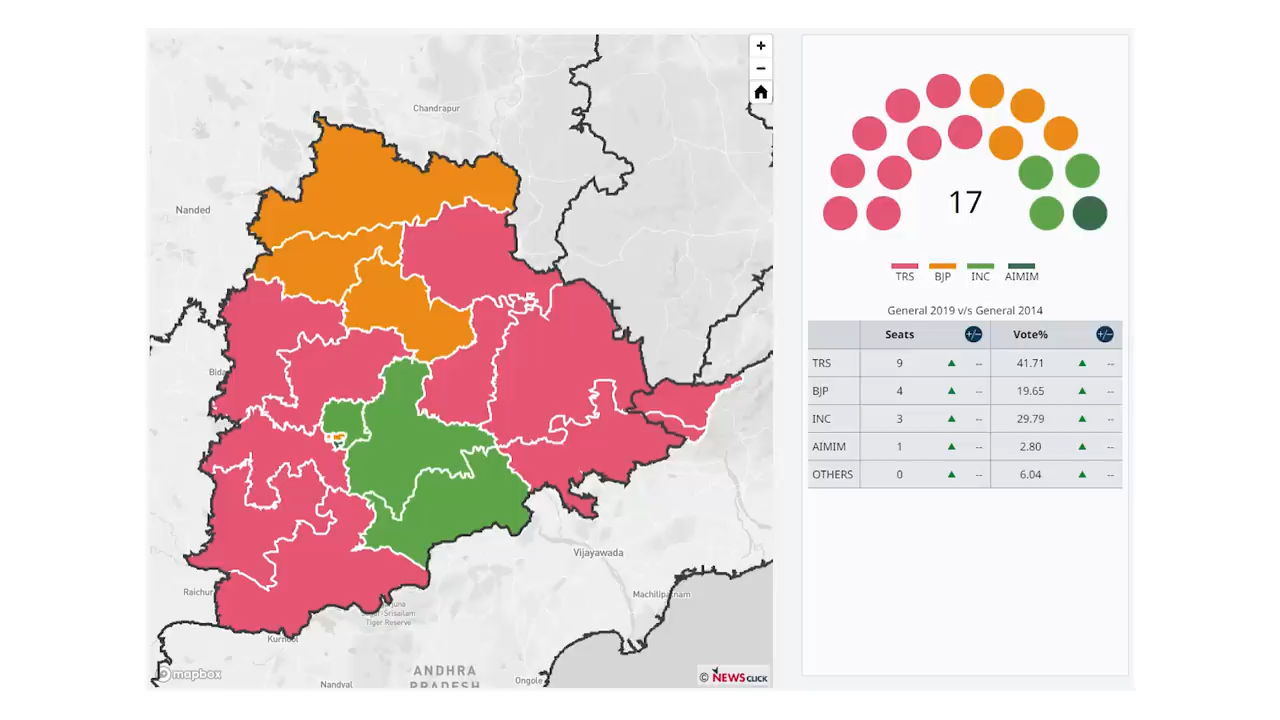 +
−
Chandrapur
Nanded
Bida
Raichur
Kurnool
Tiger Reserve
Vijayawada
Machilipatnam
ANDHRA
PRADESH
Nandyal
Ongole
mapbox
© NEWSCLICK
17
TRS BJP INC AIMIM
General 2019 v/s General 2014
Seats +/- Vote% +/-
TRS 9 ▲ -- 41.71 ▲ --
BJP 4 ▲ -- 19.65 ▲ --
INC 3 ▲ -- 29.79 ▲ --
AIMIM 1 ▲ -- 2.80 ▲ --
OTHERS 0 ▲ -- 6.04 ▲ --